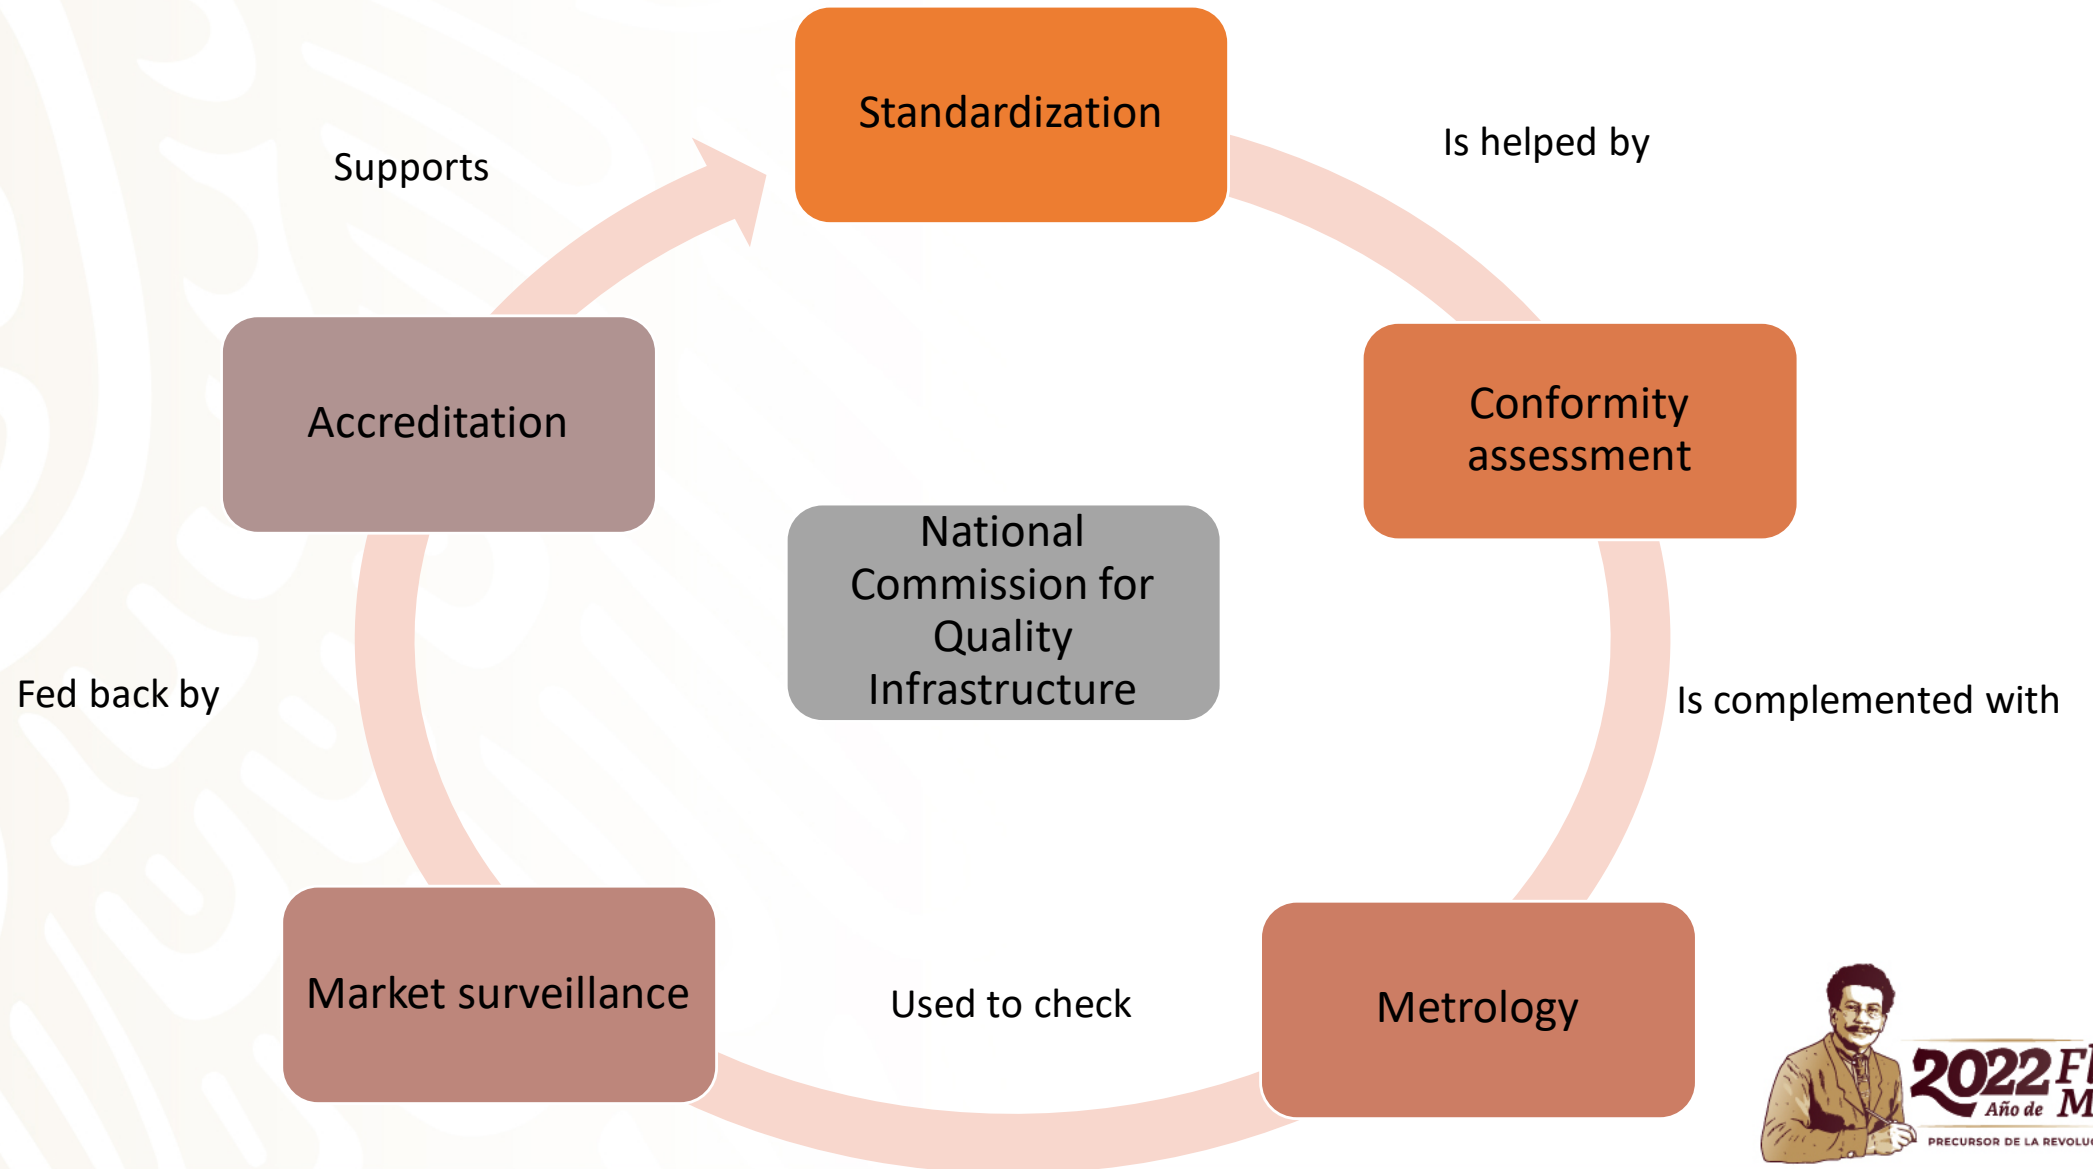 Standardization
Is helped by
Supports
Conformity
assessment
Accreditation
National
Commission for
Quality
Infrastructure
Fed back by
Is complemented with
Market surveillance
Used to check
Metrology
2022
Año de
PRECURSOR DE LA